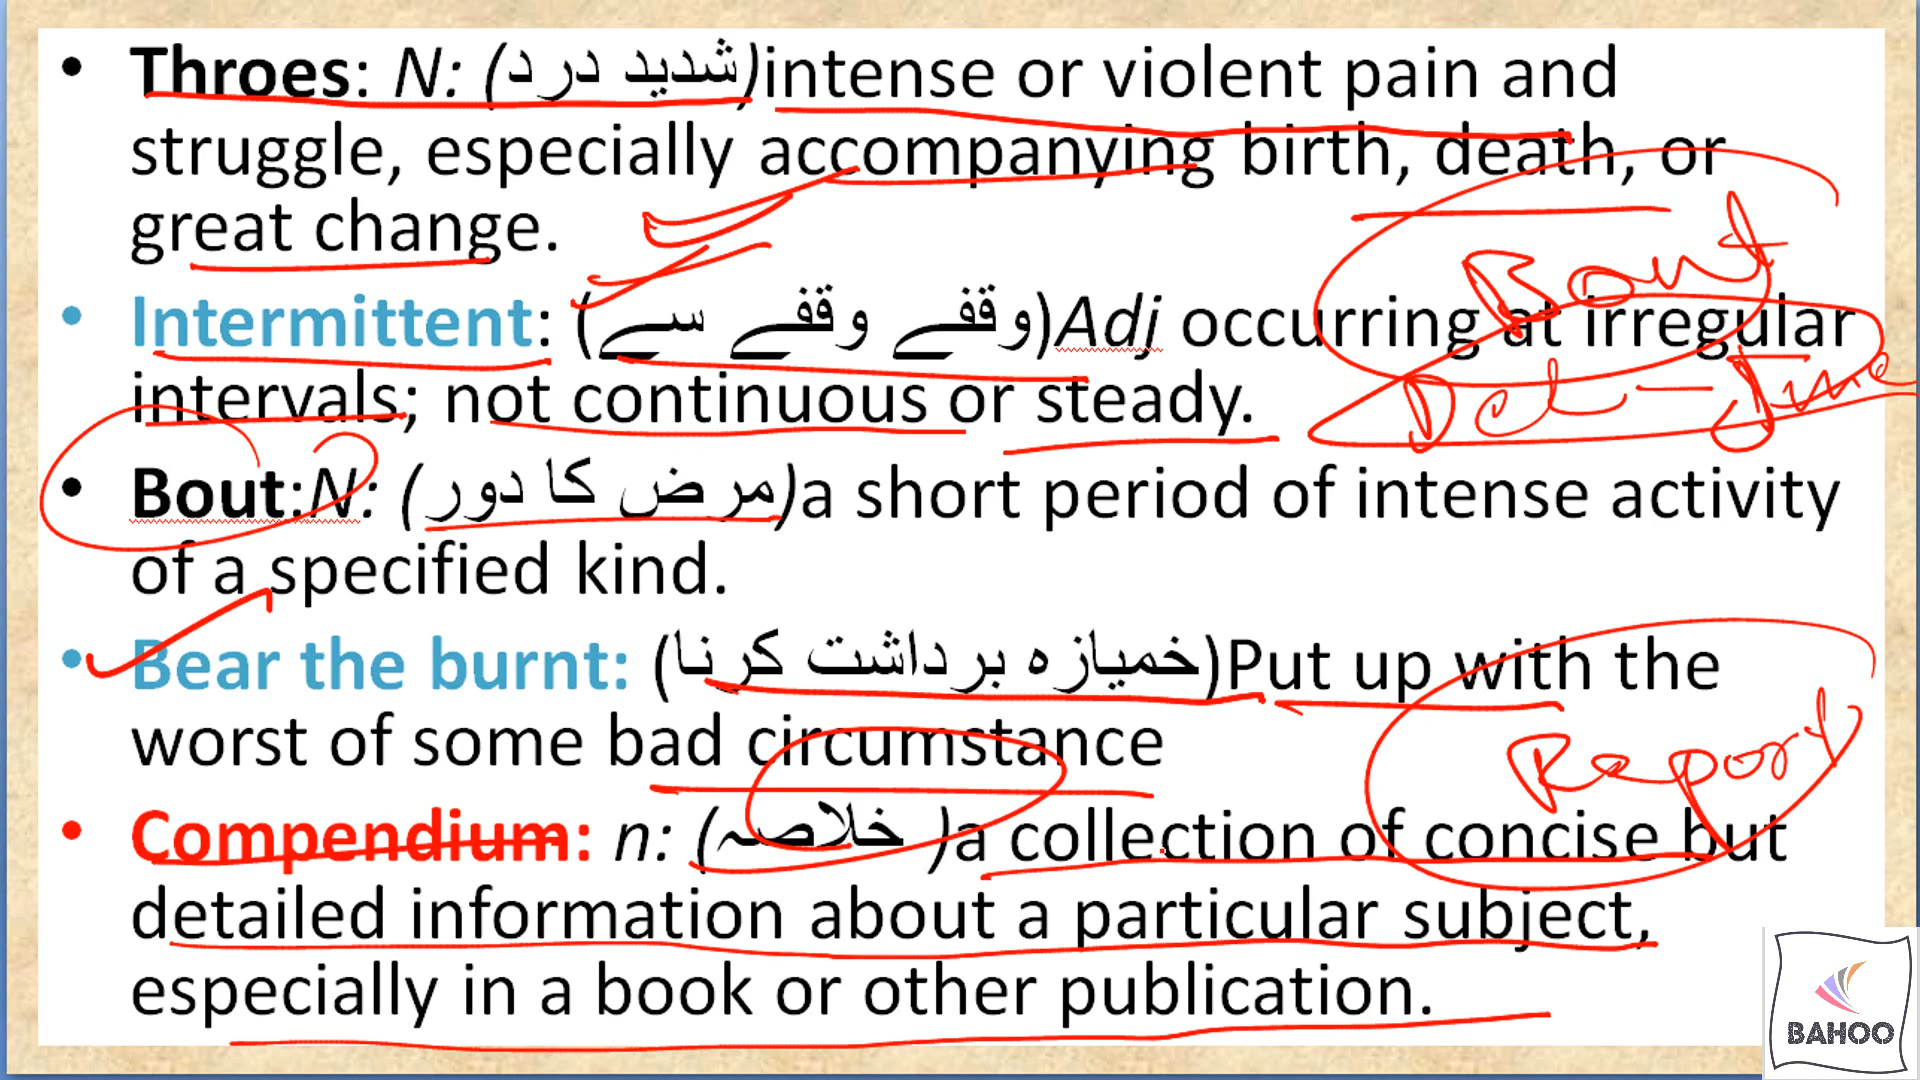 • Throes: N: (شدید درد)intense or violent pain and
struggle, especially accompanying birth, death, or
great change.
Bout
• Intermittent: (وقفے وقفے سے)Adj occurring at irregular
intervals; not continuous or steady.
• Bout:N: (مرض کا دور)a short period of intense activity
of a specified kind.
• Bear the burnt: (خمیازہ برداشت کرنا)Put up with the
worst of some bad circumstance
Report
• Compendium: n: (خلاصہ )a collection of concise but
detailed information about a particular subject,
especially in a book or other publication.
BAHOO